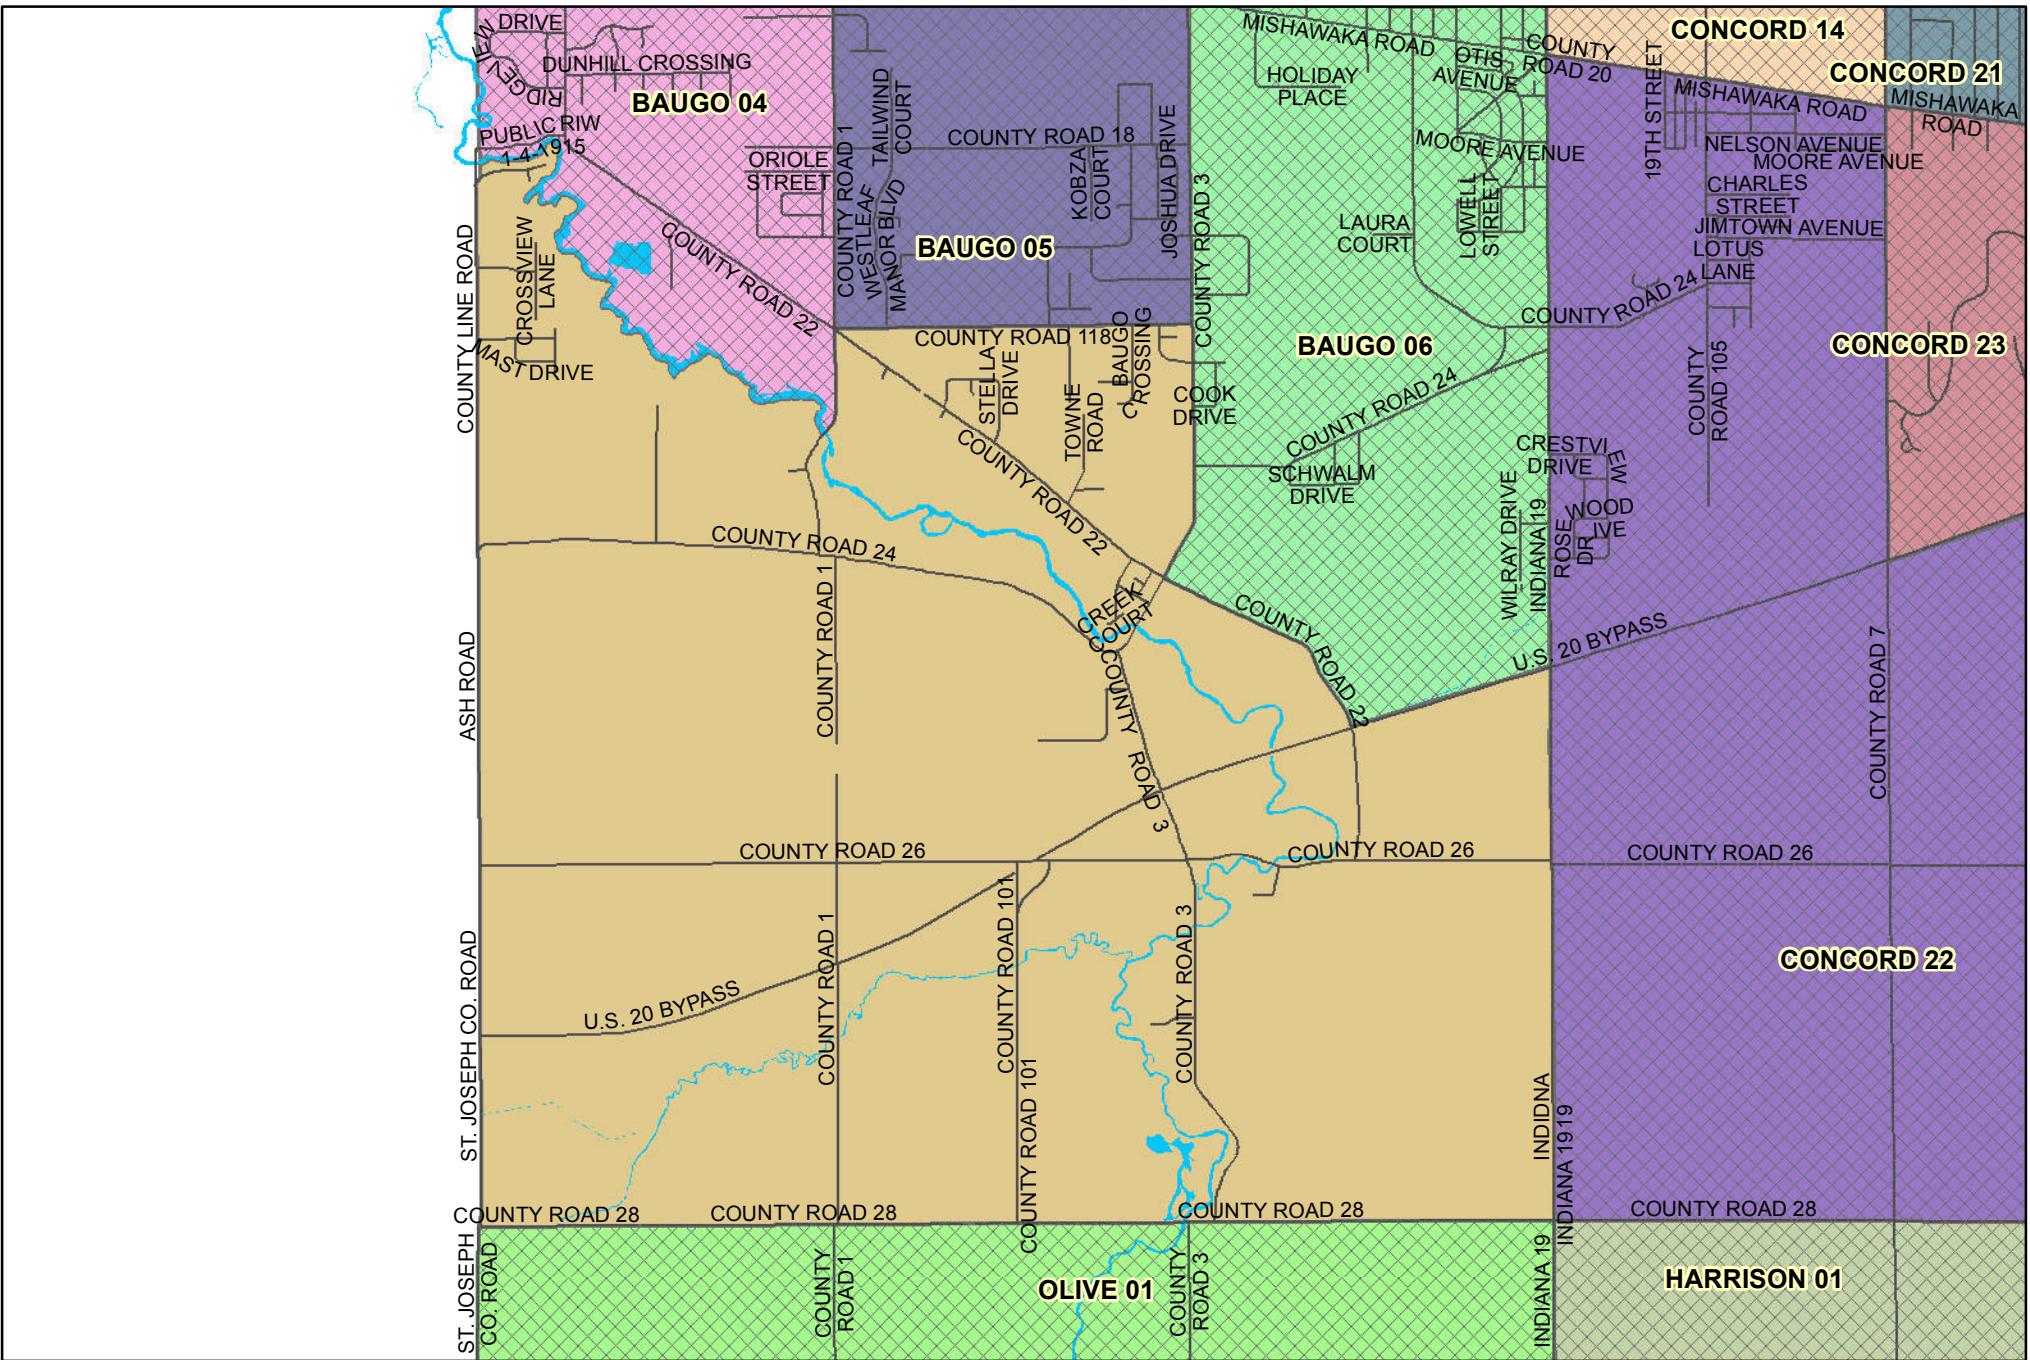 DRIVE
RIDGEVIEW
DUNHILL CROSSING
BAUGO 04
PUBLIC RIW
1-4-1915
ORIOLE
STREET
COUNTY ROAD 1
TAILWIND
COURT
COUNTY ROAD 18
KOBZA
COURT
JOSHUA DRIVE
WESTLEAF
MANOR BLVD
BAUGO 05
COUNTY ROAD 3
MISHAWAKA ROAD
HOLIDAY
PLACE
OTIS
AVENUE
COUNTY
ROAD 20
MOORE AVENUE
LOWELL
STREET
LAURA
COURT
CONCORD 14
19TH STREET
MISHAWAKA ROAD
CONCORD 21
MISHAWAKA
ROAD
NELSON AVENUE
MOORE AVENUE
CHARLES
STREET
JIMTOWN AVENUE
LOTUS
LANE
COUNTY ROAD 24
COUNTY LINE ROAD
CROSSVIEW
LANE
MAST DRIVE
COUNTY ROAD 22
COUNTY ROAD 118
STELLA
DRIVE
TOWNE
ROAD
BAUGO
CROSSING
COOK
DRIVE
BAUGO 06
COUNTY ROAD 24
SCHWALM
DRIVE
COUNTY
ROAD 105
CONCORD 23
CRESTVIEW
DRIVE
WILRAY DRIVE
INDIANA 19
ROSEWOOD
DRIVE
COUNTY ROAD 22
COUNTY ROAD 24
COUNTY ROAD 1
CREEK
COURT
COUNTY ROAD 22
U.S. 20 BYPASS
COUNTY ROAD 7
ASH ROAD
COUNTY ROAD 3
COUNTY ROAD 26
COUNTY ROAD 26
COUNTY ROAD 26
COUNTY ROAD 1
COUNTY ROAD 101
COUNTY ROAD 3
CONCORD 22
ST. JOSEPH CO. ROAD
U.S. 20 BYPASS
COUNTY ROAD 101
INDIDNA
INDIANA 1919
COUNTY ROAD 28
COUNTY ROAD 28
COUNTY ROAD 28
COUNTY ROAD 28
ST. JOSEPH
CO. ROAD
COUNTY
ROAD 1
OLIVE 01
COUNTY
ROAD 3
INDIANA 19
HARRISON 01